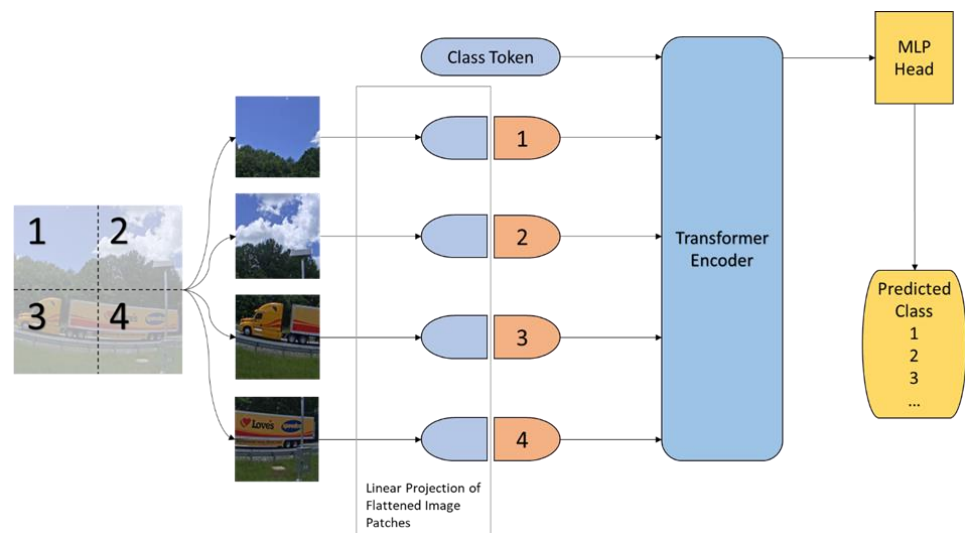 Class Token
MLP
Head
1
1
2
2
Transformer
Encoder
3
4
3
Love's
4
Predicted
Class
1
2
3
...
Linear Projection of
Flattened Image
Patches